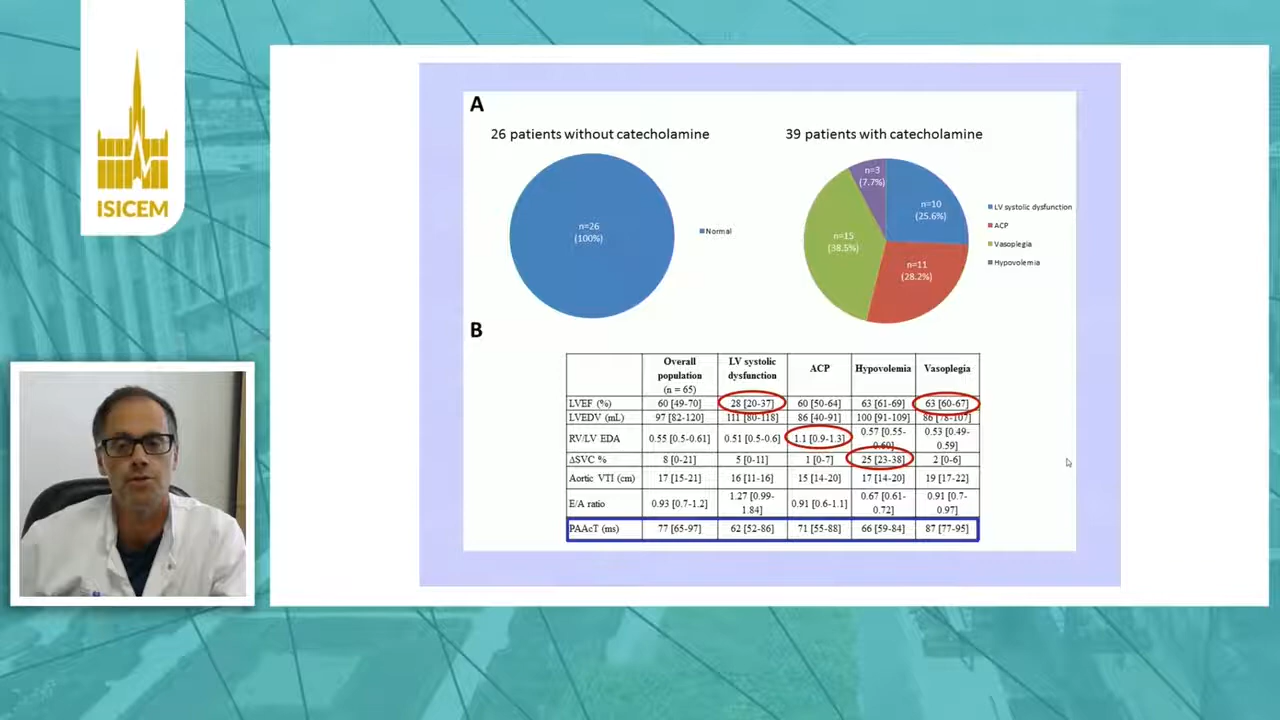 ISICEM
A
26 patients without catecholamine
39 patients with catecholamine
n=26
(100%)
Normal
n=3
(7.7%)
n=10
(25.6%)
n=15
(38.5%)
n=11
(28.2%)
LV systolic dysfunction
ACP
Vasoplegia
Hypovolemia
B
Overall population (n = 65) LV systolic dysfunction ACP Hypovolemia Vasoplegia
LVEF (%) 60 [49-70] 28 [20-37] 60 [50-64] 63 [61-69] 63 [60-67]
LVEDV (mL) 97 [82-120] 111 [80-118] 86 [40-91] 100 [91-109] 86 [78-107]
RV/LV EDA 0.55 [0.5-0.61] 0.51 [0.5-0.6] 1.1 [0.9-1.3] 0.57 [0.55-0.60] 0.53 [0.49-0.59]
ΔSVC % 8 [0-21] 5 [0-11] 1 [0-7] 25 [23-38] 2 [0-6]
Aortic VTI (cm) 17 [15-21] 16 [11-16] 15 [14-20] 17 [14-20] 19 [17-22]
E/A ratio 0.93 [0.7-1.2] 1.27 [0.99-1.84] 0.91 [0.6-1.1] 0.67 [0.61-0.72] 0.91 [0.7-0.97]
PAAcT (ms) 77 [65-97] 62 [52-86] 71 [55-88] 66 [59-84] 87 [77-95]